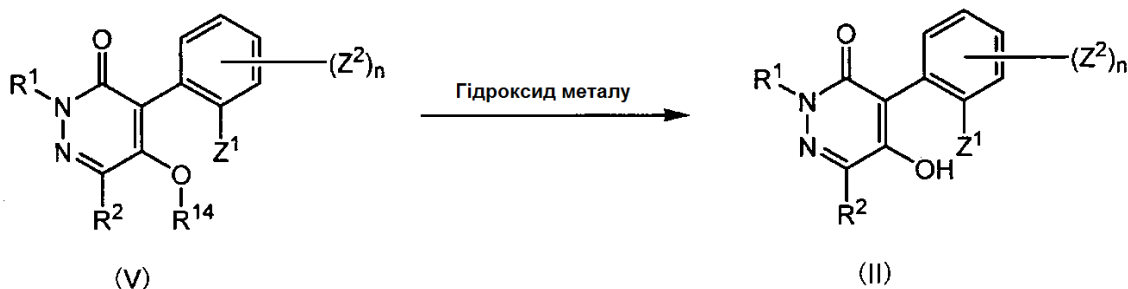 O
R¹
N
N
R²
O
R¹⁴
Z¹
(Z²)ₙ
(V)
Гідроксид металу
O
R¹
N
N
R²
OH
Z¹
(Z²)ₙ
(II)